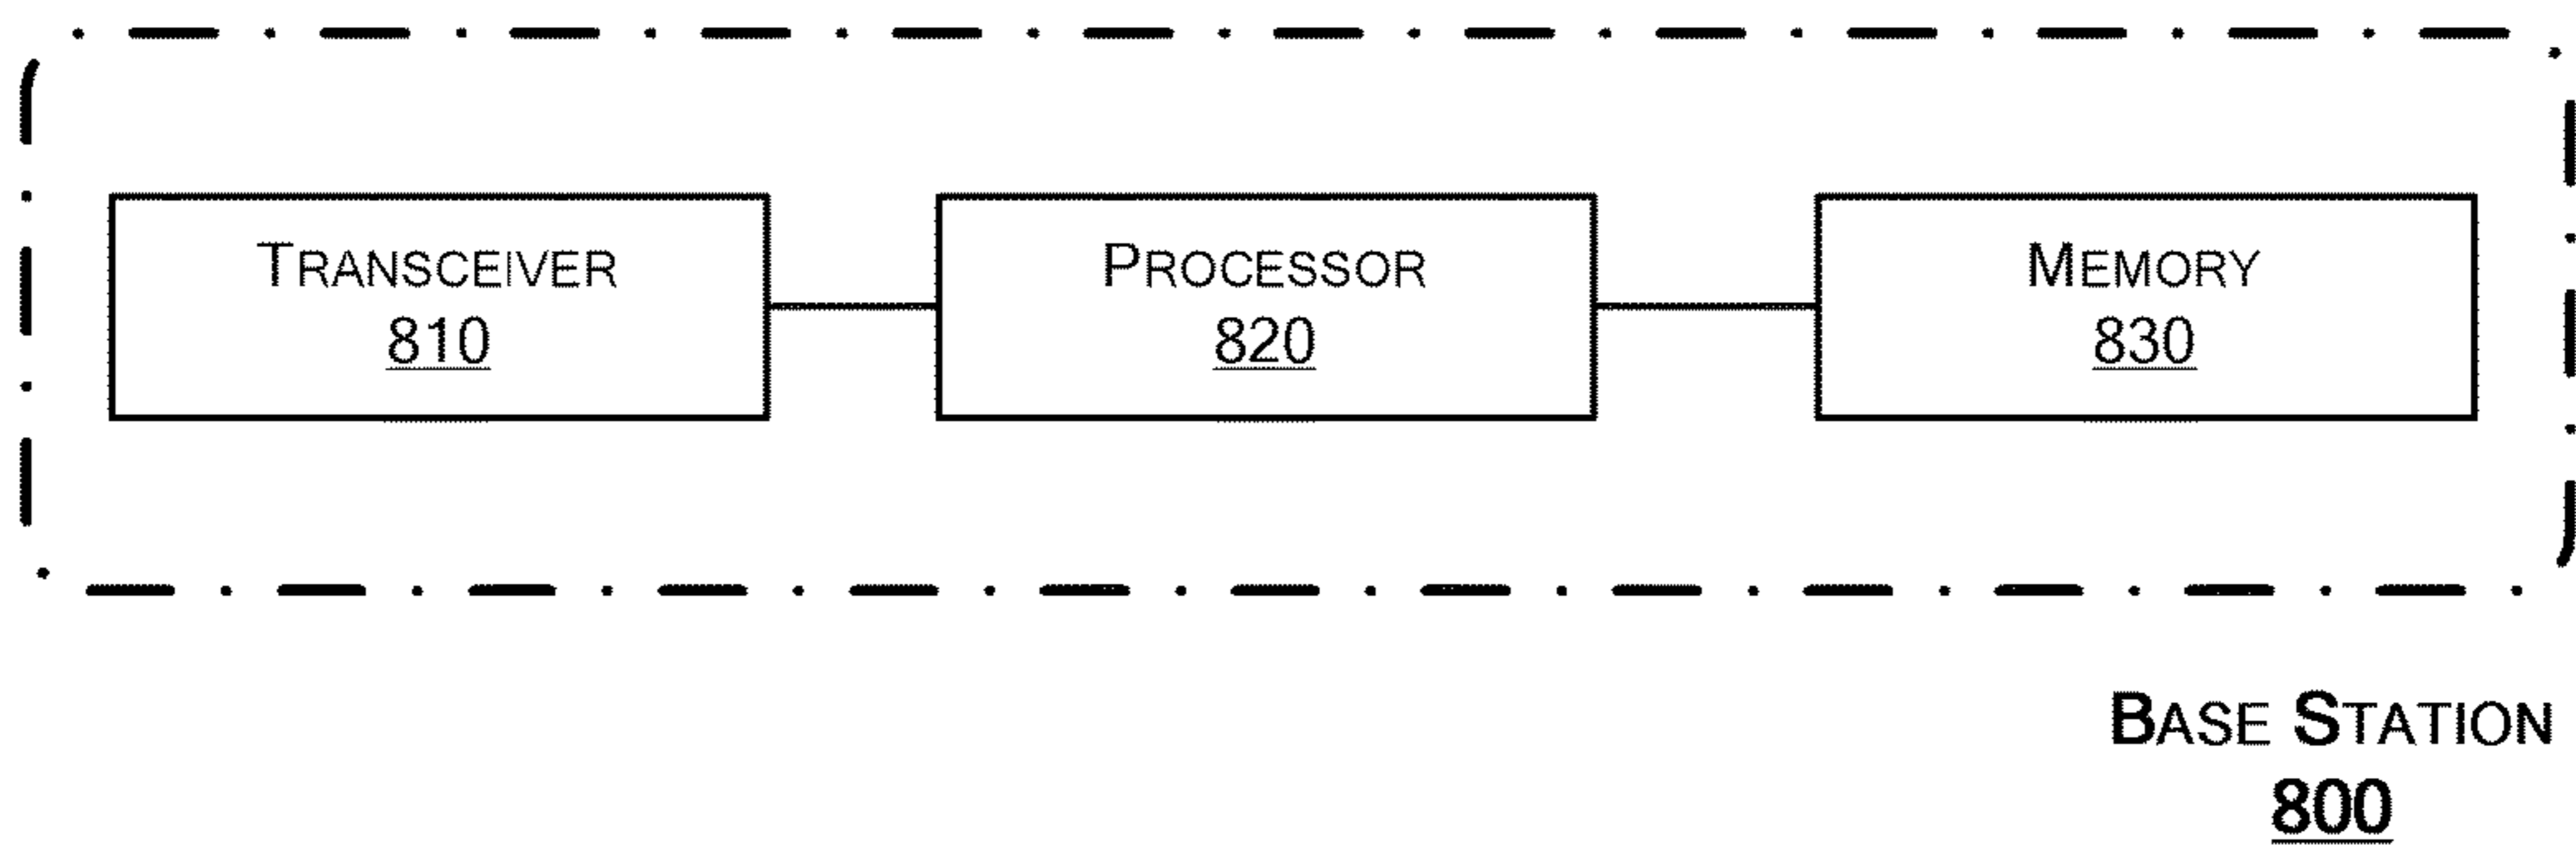 TRANSCEIVER PROCESSOR MEMORY
810 820 830
BASE STATION
800